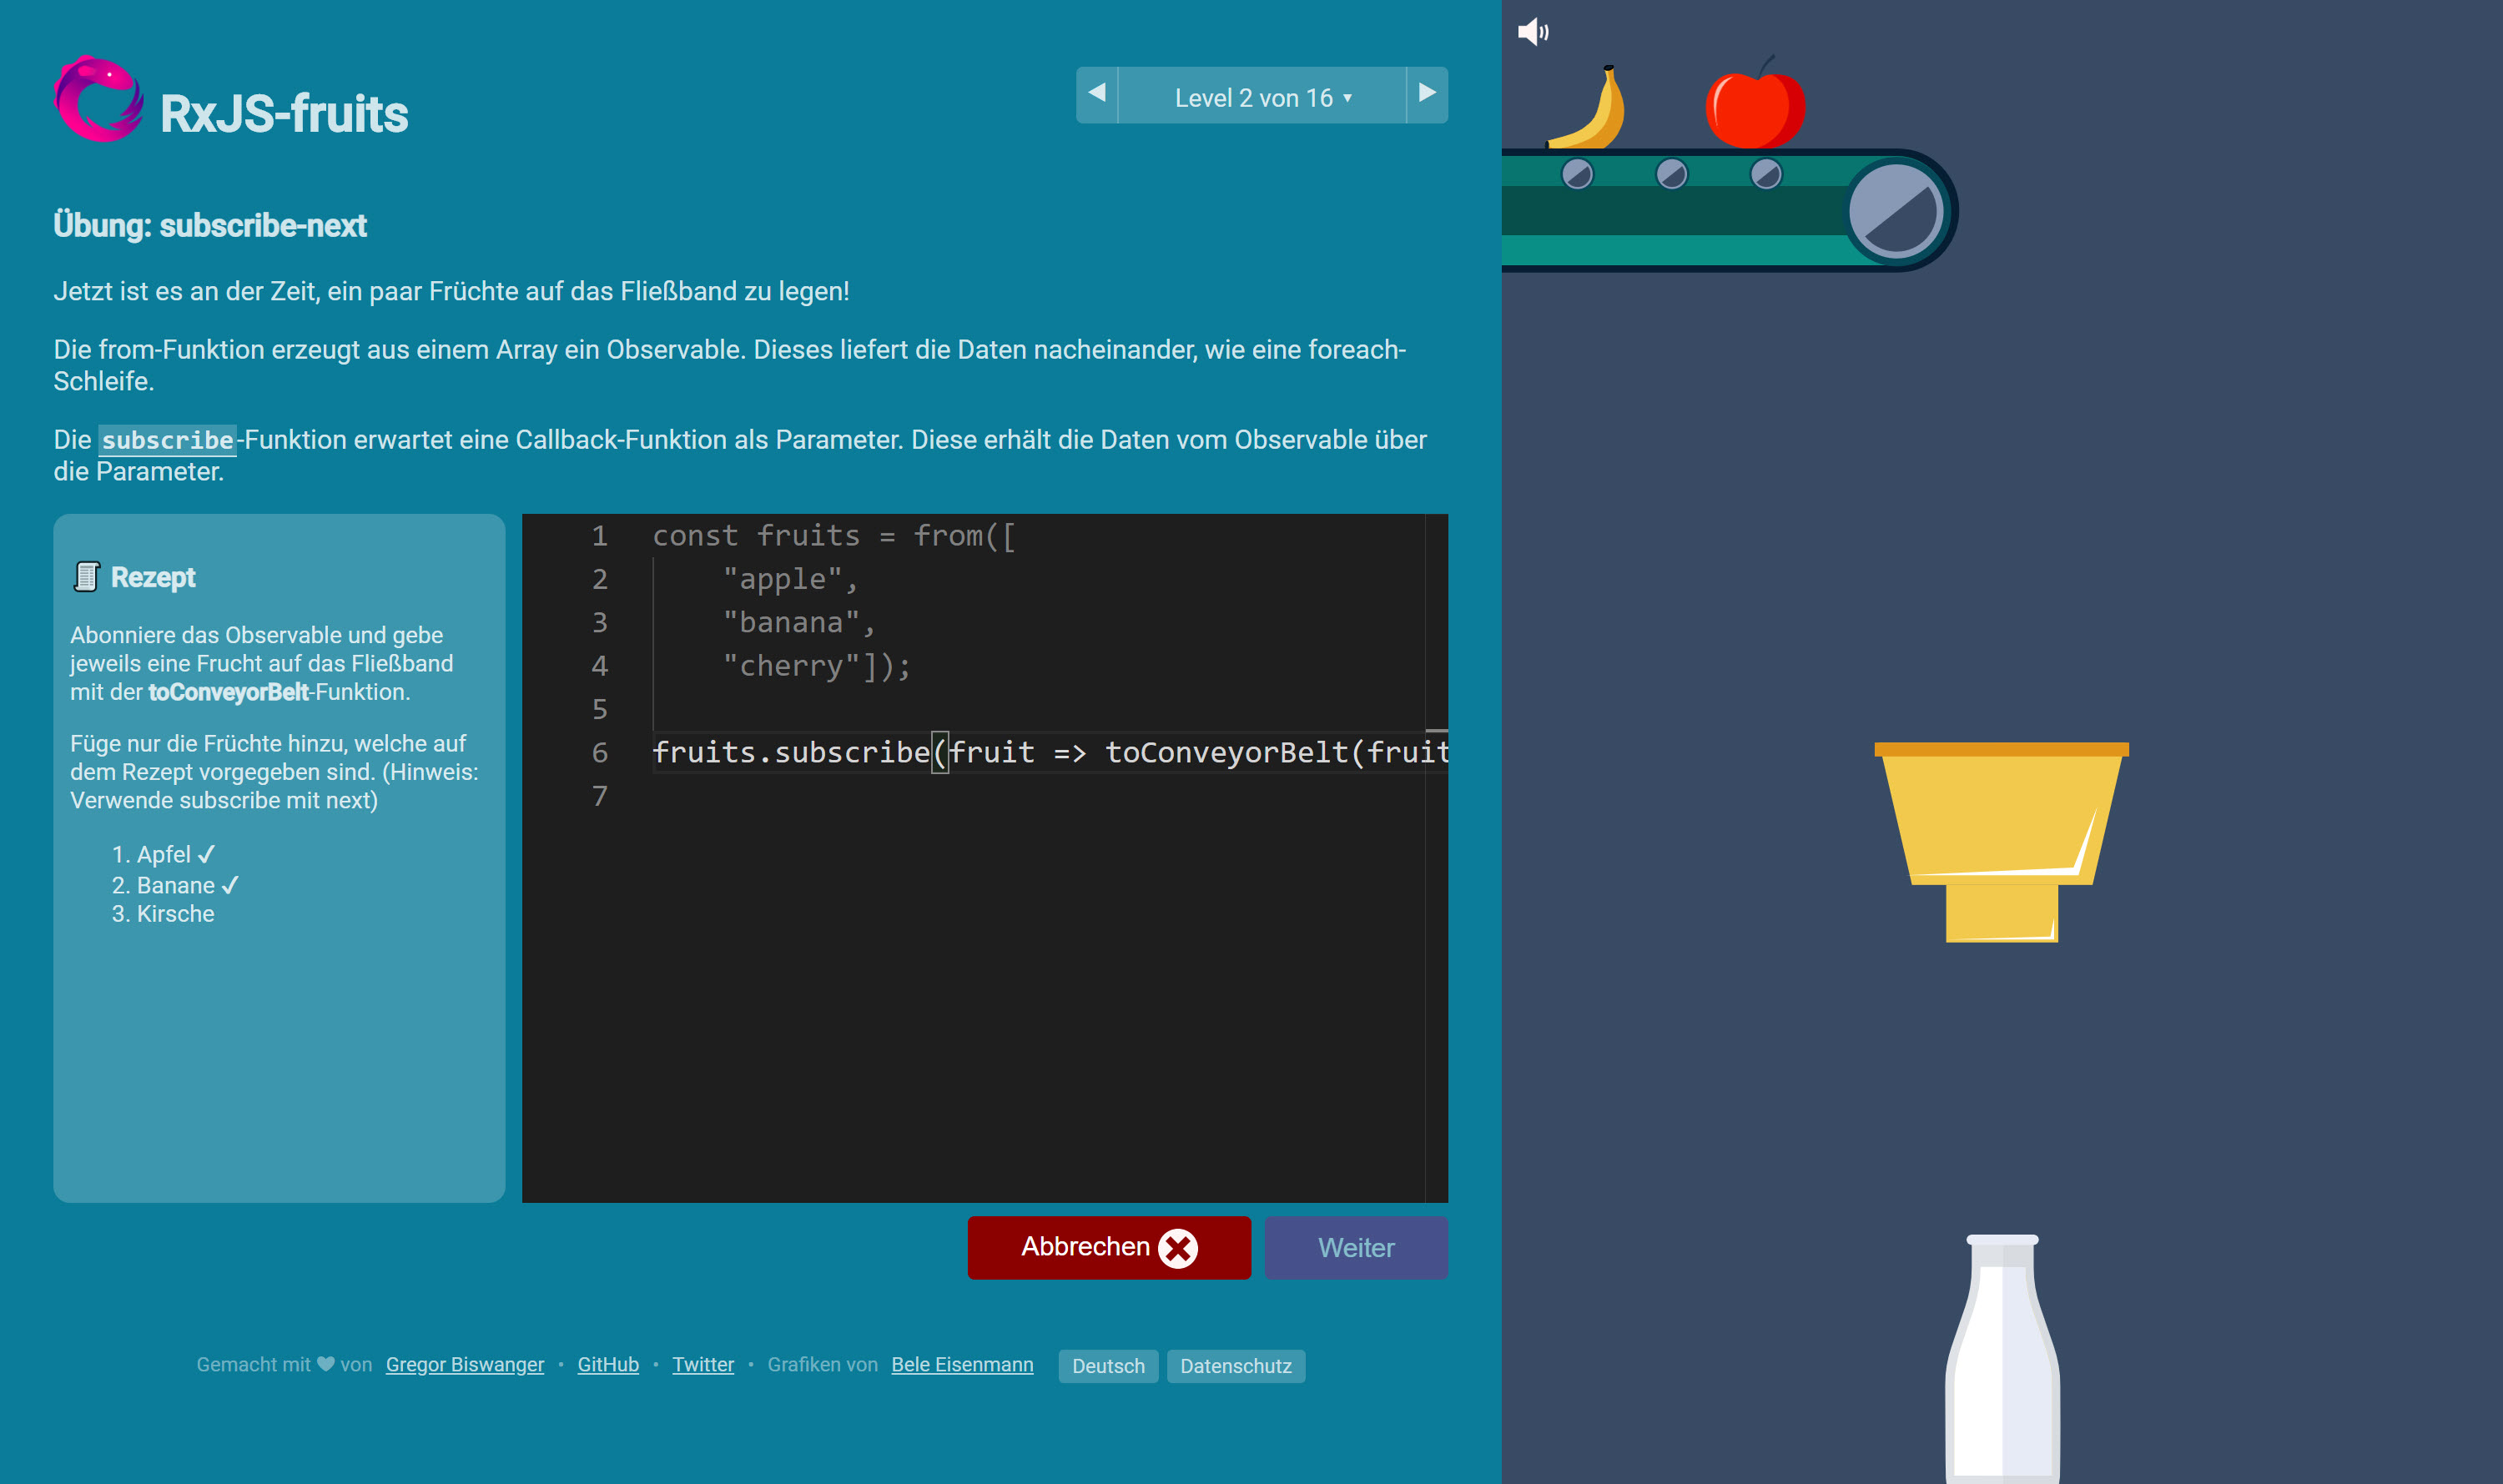 RxJS-fruits
Level 2 von 16 ▾
Übung: subscribe-next
Jetzt ist es an der Zeit, ein paar Früchte auf das Fließband zu legen!
Die from-Funktion erzeugt aus einem Array ein Observable. Dieses liefert die Daten nacheinander, wie eine foreach-
Schleife.
Die subscribe-Funktion erwartet eine Callback-Funktion als Parameter. Diese erhält die Daten vom Observable über
die Parameter.
Rezept
Abonniere das Observable und gebe
jeweils eine Frucht auf das Fließband
mit der toConveyorBelt-Funktion.
Füge nur die Früchte hinzu, welche auf
dem Rezept vorgegeben sind. (Hinweis:
Verwende subscribe mit next)
1. Apfel ✓
2. Banane ✓
3. Kirsche
1 const fruits = from([
2 "apple",
3 "banana",
4 "cherry"]);
5
6 fruits.subscribe(fruit => toConveyorBelt(fruit
7
Abbrechen
Weiter
Gemacht mit ♥ von Gregor Biswanger • GitHub • Twitter • Grafiken von Bele Eisenmann Deutsch Datenschutz